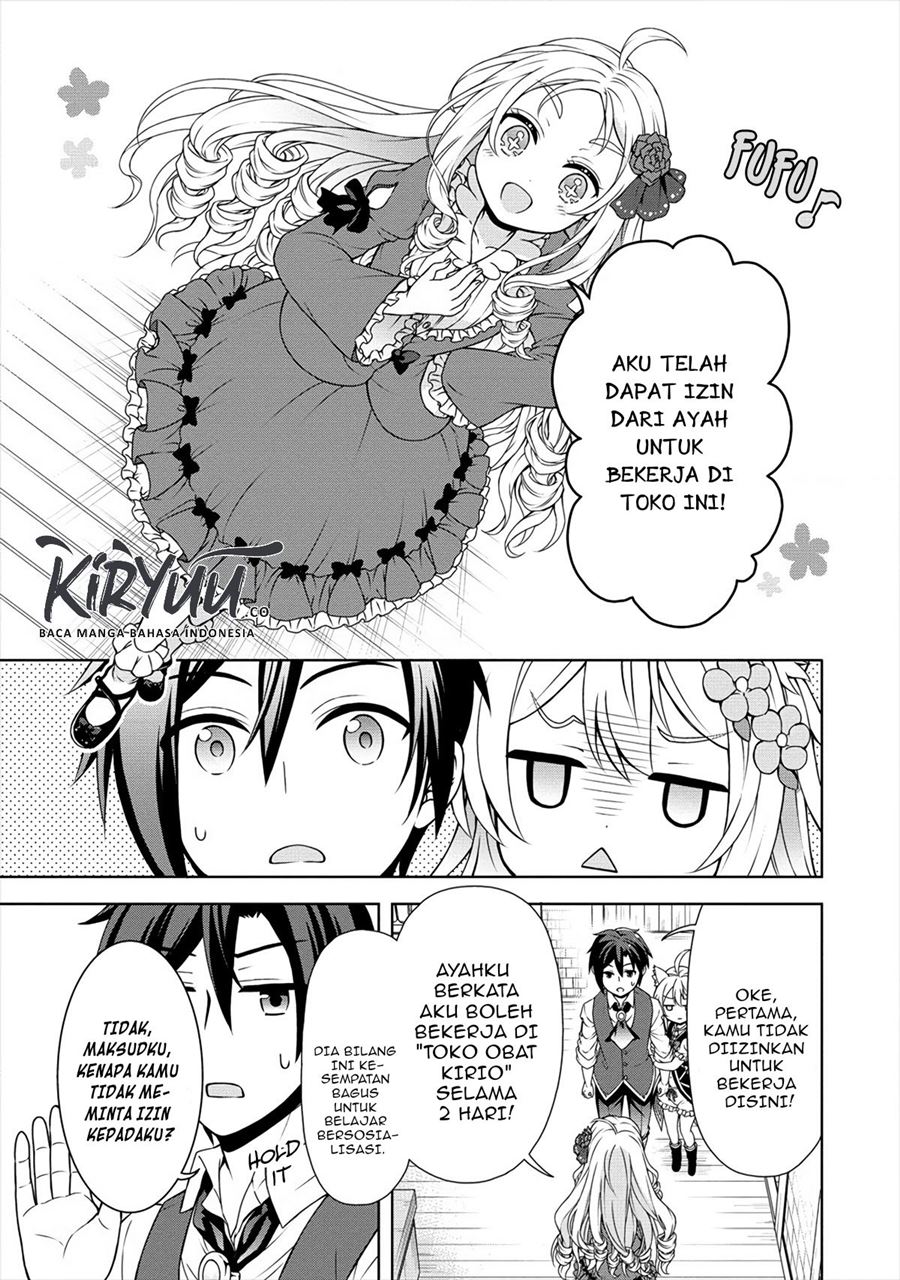 FUFU♪
AKU TELAH
DAPAT IZIN
DARI AYAH
UNTUK
BEKERJA DI
TOKO INI!
KIRYUU.CO
BACA MANGA BAHASA INDONESIA
OKE,
PERTAMA,
KAMU TIDAK
DIIZINKAN
UNTUK
BEKERJA
DISINI!
AYAHKU
BERKATA
AKU BOLEH
BEKERJA DI
"TOKO OBAT
KIRIO"
SELAMA
2 HARI!
DIA BILANG
INI KE-
SEMPATAN
BAGUS
UNTUK
BELAJAR
BERSOSIA-
LISASI.
HOLD
IT
TIDAK,
MAKSUDKU,
KENAPA KAMU
TIDAK ME-
MINTA IZIN
KEPADAKU?